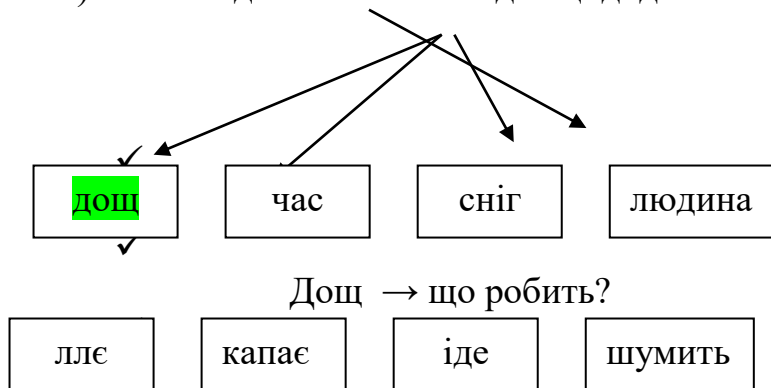 дощ час сніг людина
Дощ → що робить?
ллє капає іде шумить